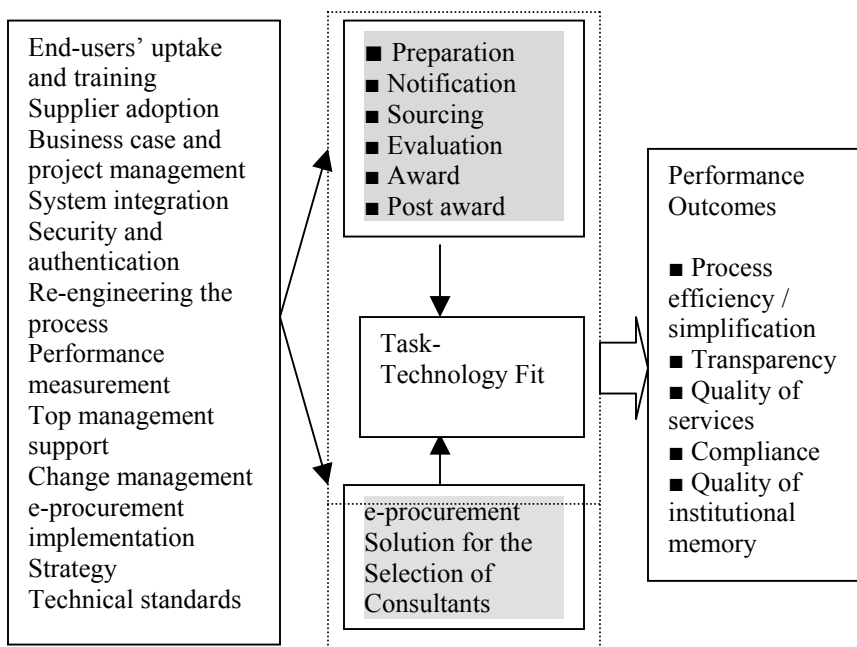 End-users’ uptake
and training
Supplier adoption
Business case and
project management
System integration
Security and
authentication
Re-engineering the
process
Performance
measurement
Top management
support
Change management
e-procurement
implementation
Strategy
Technical standards
■ Preparation
■ Notification
■ Sourcing
■ Evaluation
■ Award
■ Post award
Task-
Technology Fit
e-procurement
Solution for the
Selection of
Consultants
Performance
Outcomes
■ Process
efficiency /
simplification
■ Transparency
■ Quality of
services
■ Compliance
■ Quality of
institutional
memory